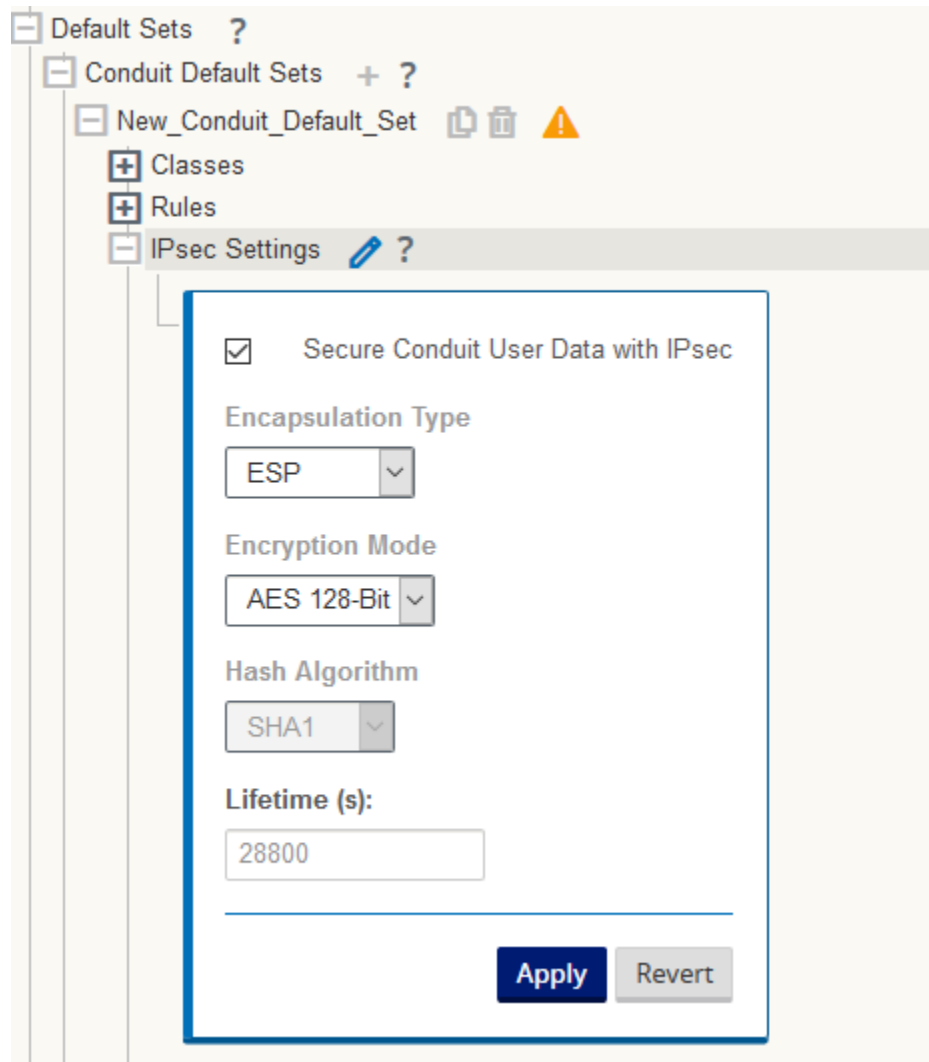 Default Sets ?
Conduit Default Sets + ?
New_Conduit_Default_Set
Classes
Rules
IPsec Settings ?
Secure Conduit User Data with IPsec
Encapsulation Type
ESP
Encryption Mode
AES 128-Bit
Hash Algorithm
SHA1
Lifetime (s):
28800
Apply Revert